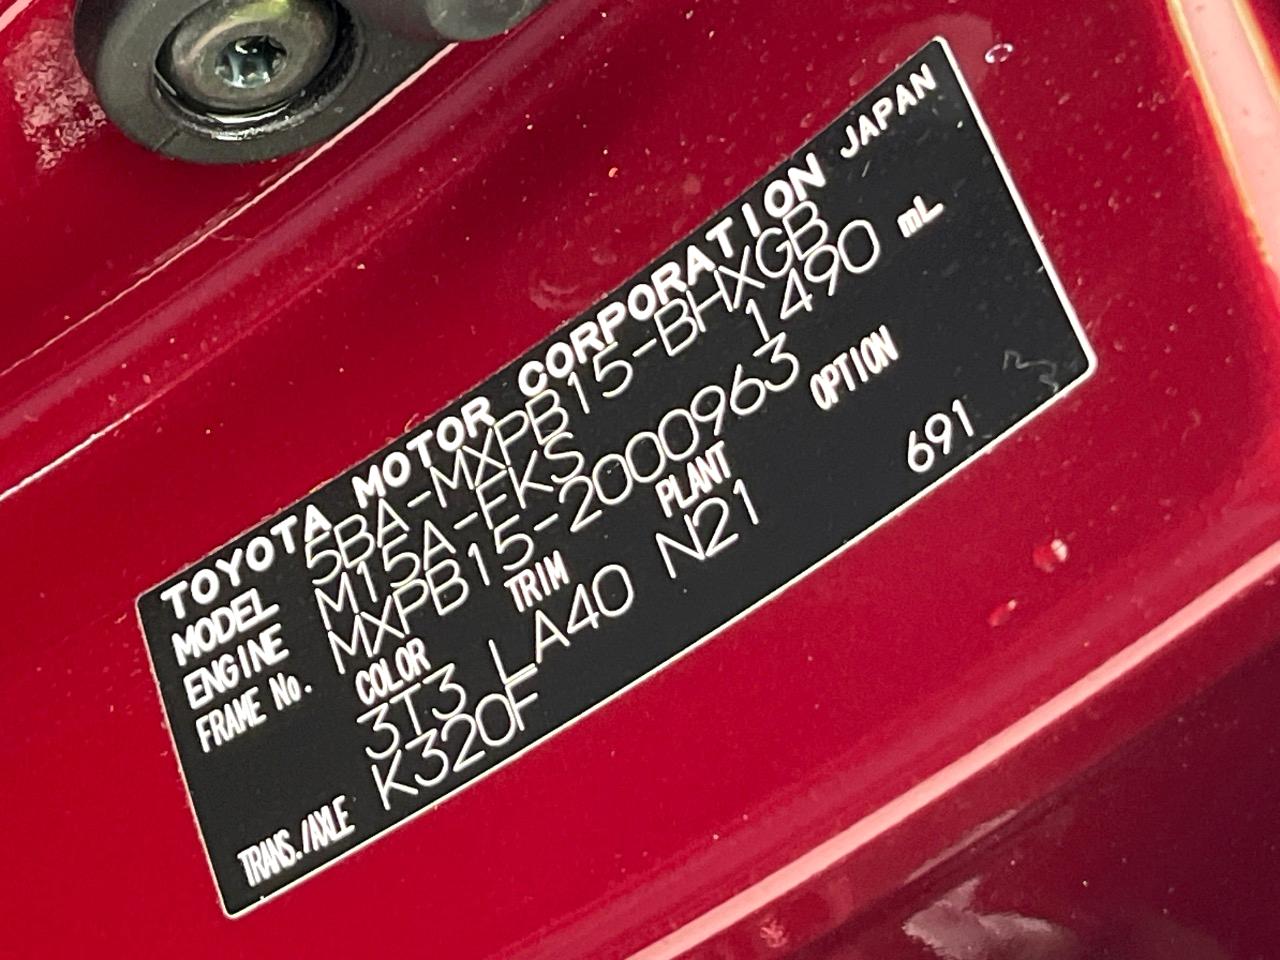 TOYOTA MOTOR CORPORATION JAPAN
MODEL 5BA-MXPB15-BHXGB
ENGINE M15A-FKS 1490 mL
FRAME No. MXPB15-2000963
COLOR TRIM PLANT OPTION
3T3 LA40 N21 691
TRANS./AXLE K320F